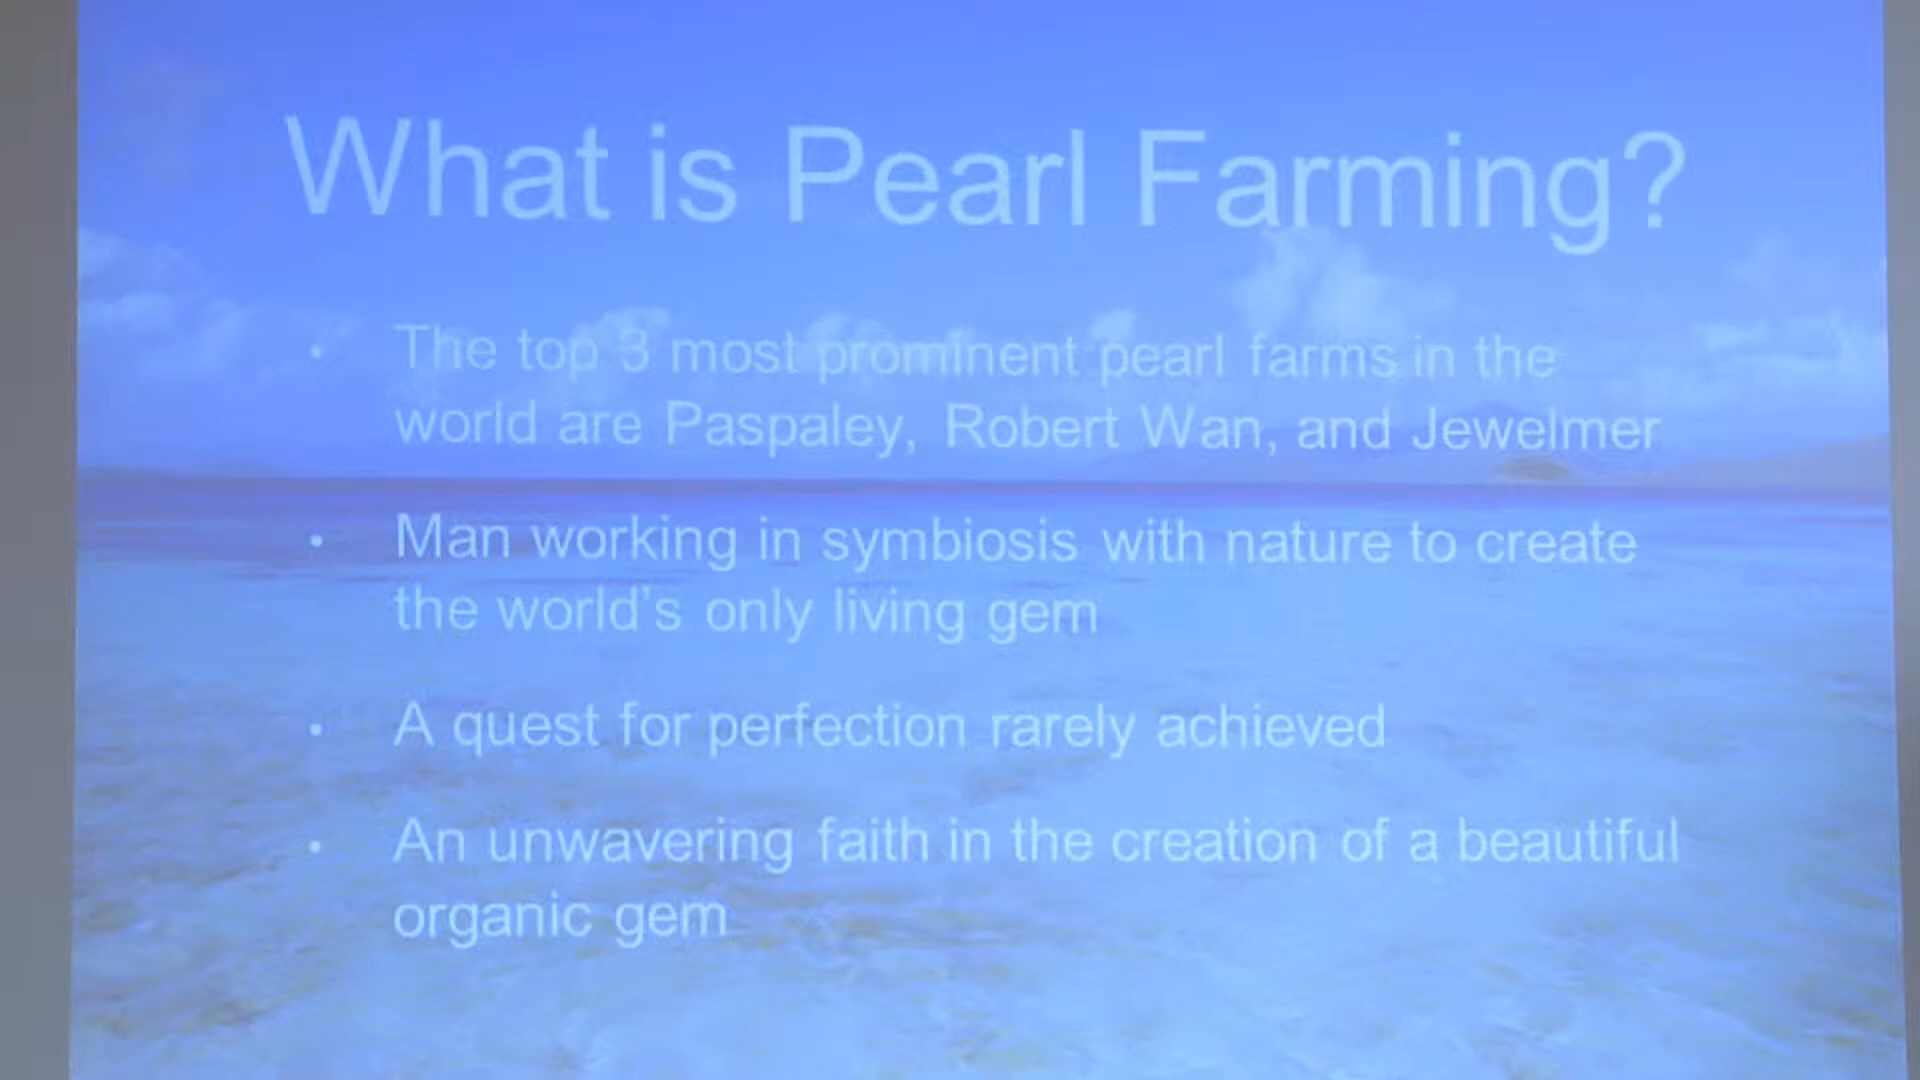 What is Pearl Farming?
• The top 3 most prominent pearl farms in the
world are Paspaley, Robert Wan, and Jewelmer
• Man working in symbiosis with nature to create
the world's only living gem
• A quest for perfection rarely achieved
• An unwavering faith in the creation of a beautiful
organic gem